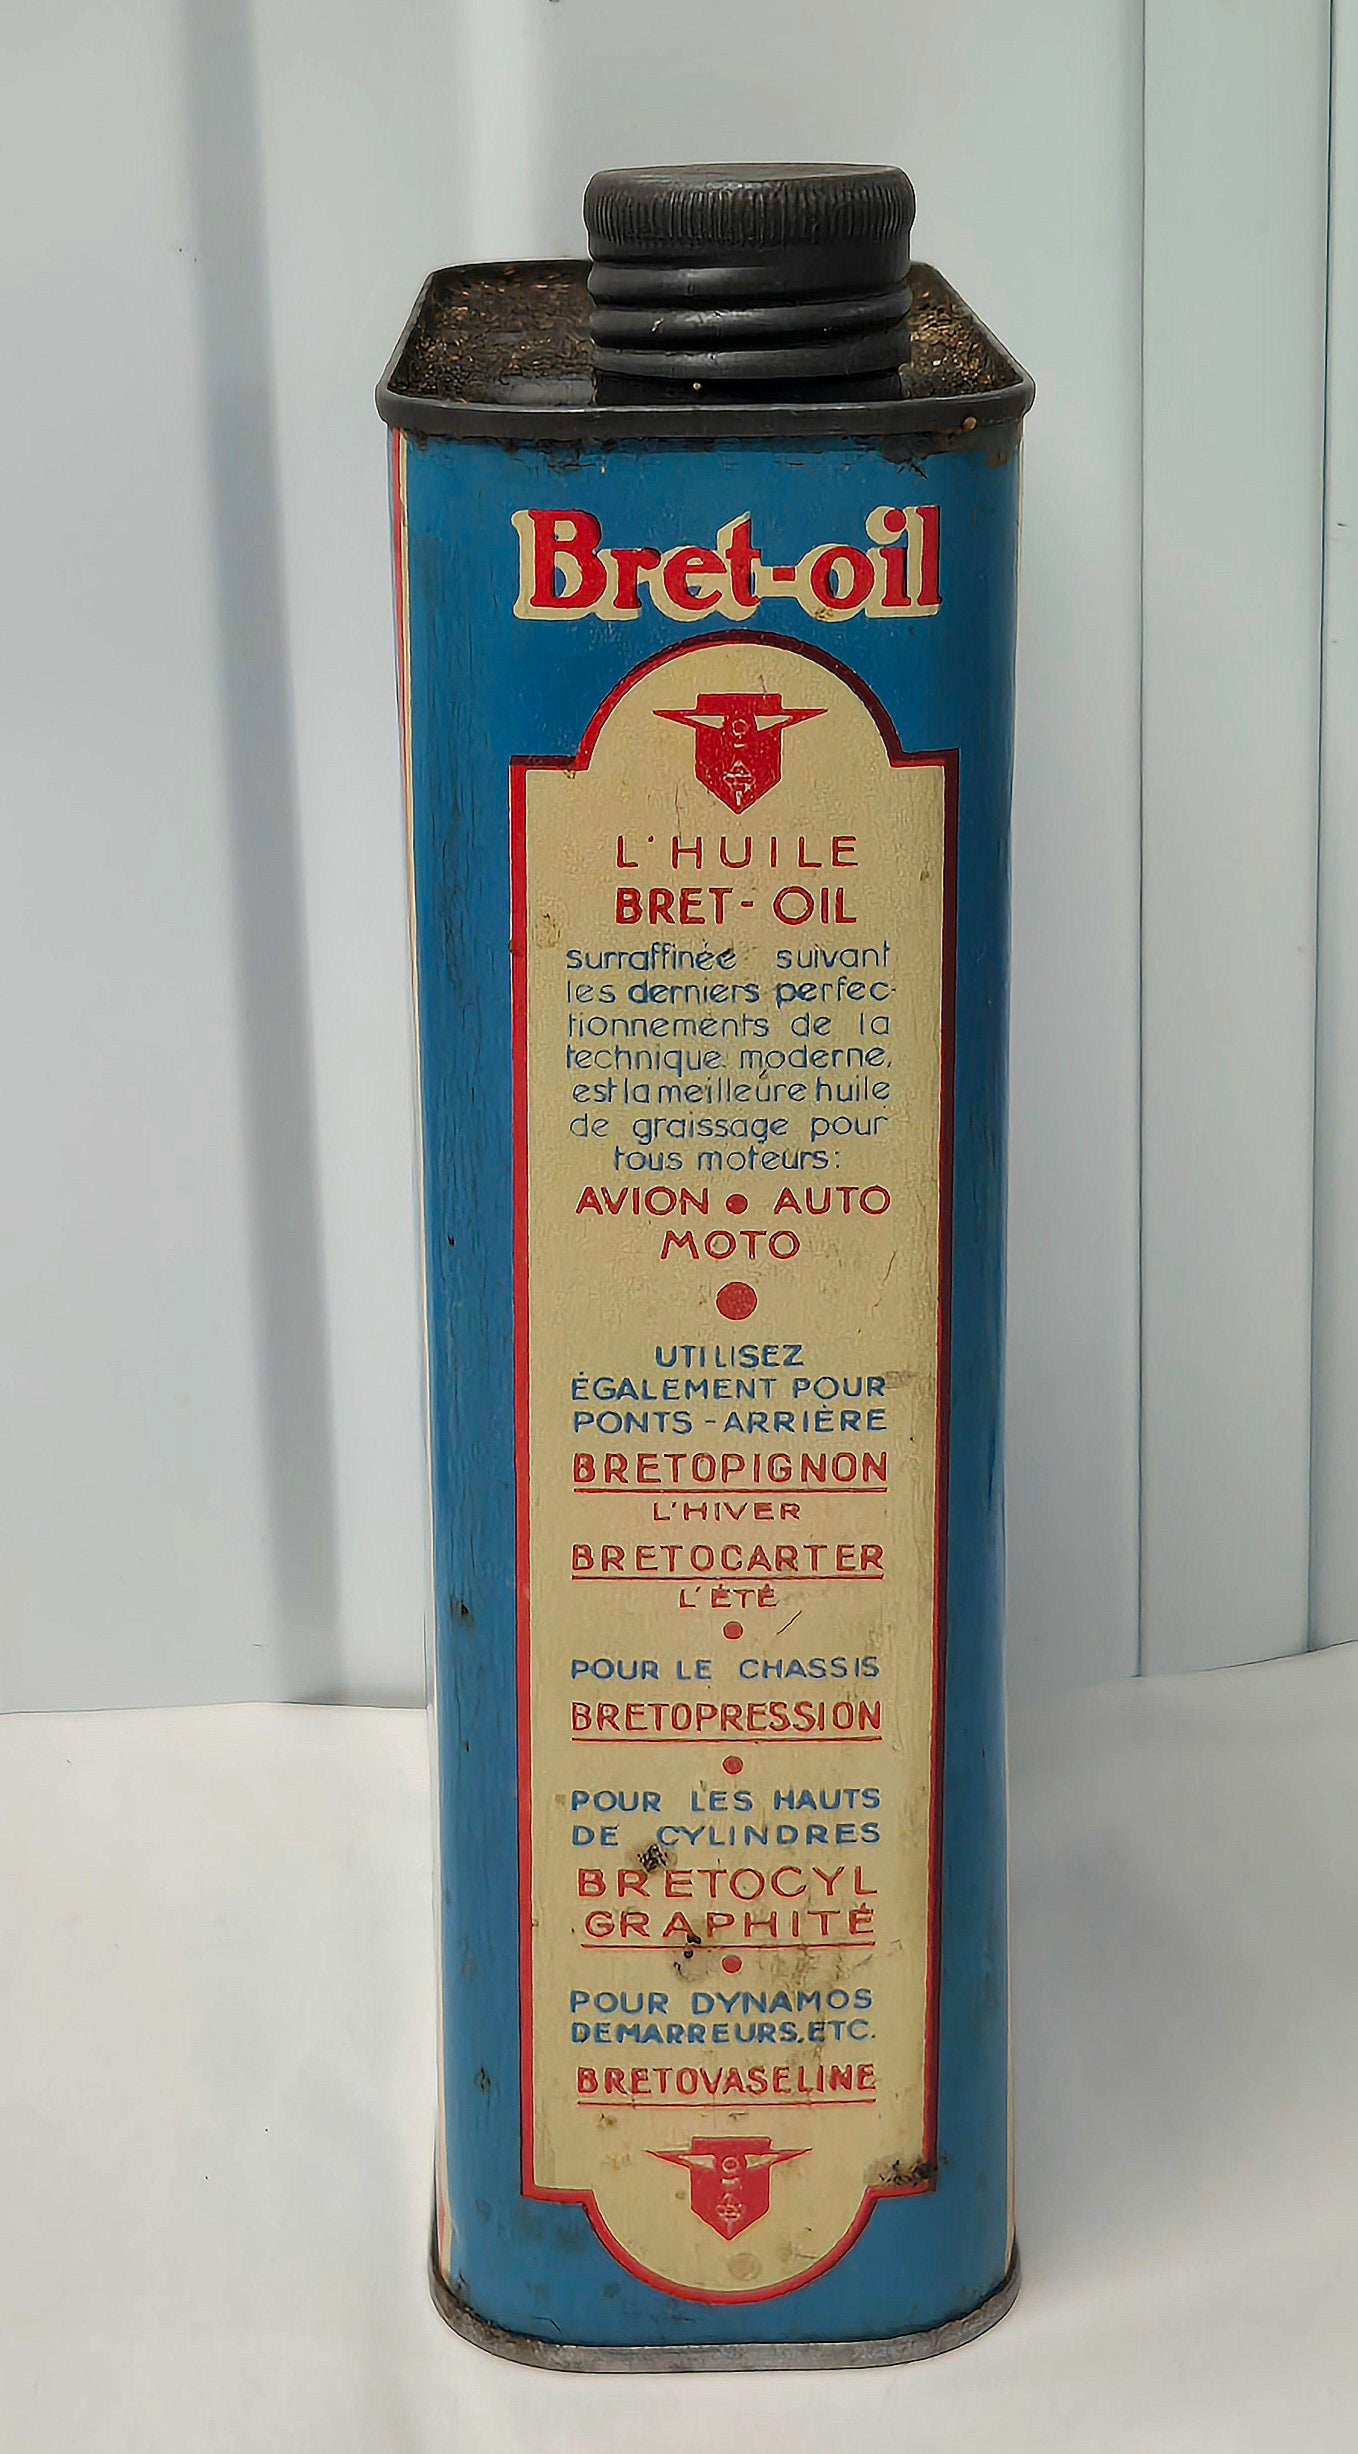 Bret-oil
L'HUILE
BRET-OIL
surraffinée suivant
les derniers perfec-
tionnements de la
technique moderne,
est la meilleure huile
de graissage pour
tous moteurs:
AVION • AUTO
MOTO
UTILISEZ
ÉGALEMENT POUR
PONTS-ARRIÈRE
BRETOPIGNON
L'HIVER
BRETOCARTER
L'ÉTÉ
POUR LE CHASSIS
BRETOPRESSION
POUR LES HAUTS
DE CYLINDRES
BRETOCYL
GRAPHITÉ
POUR DYNAMOS
DEMARREURS, ETC.
BRETOVASELINE